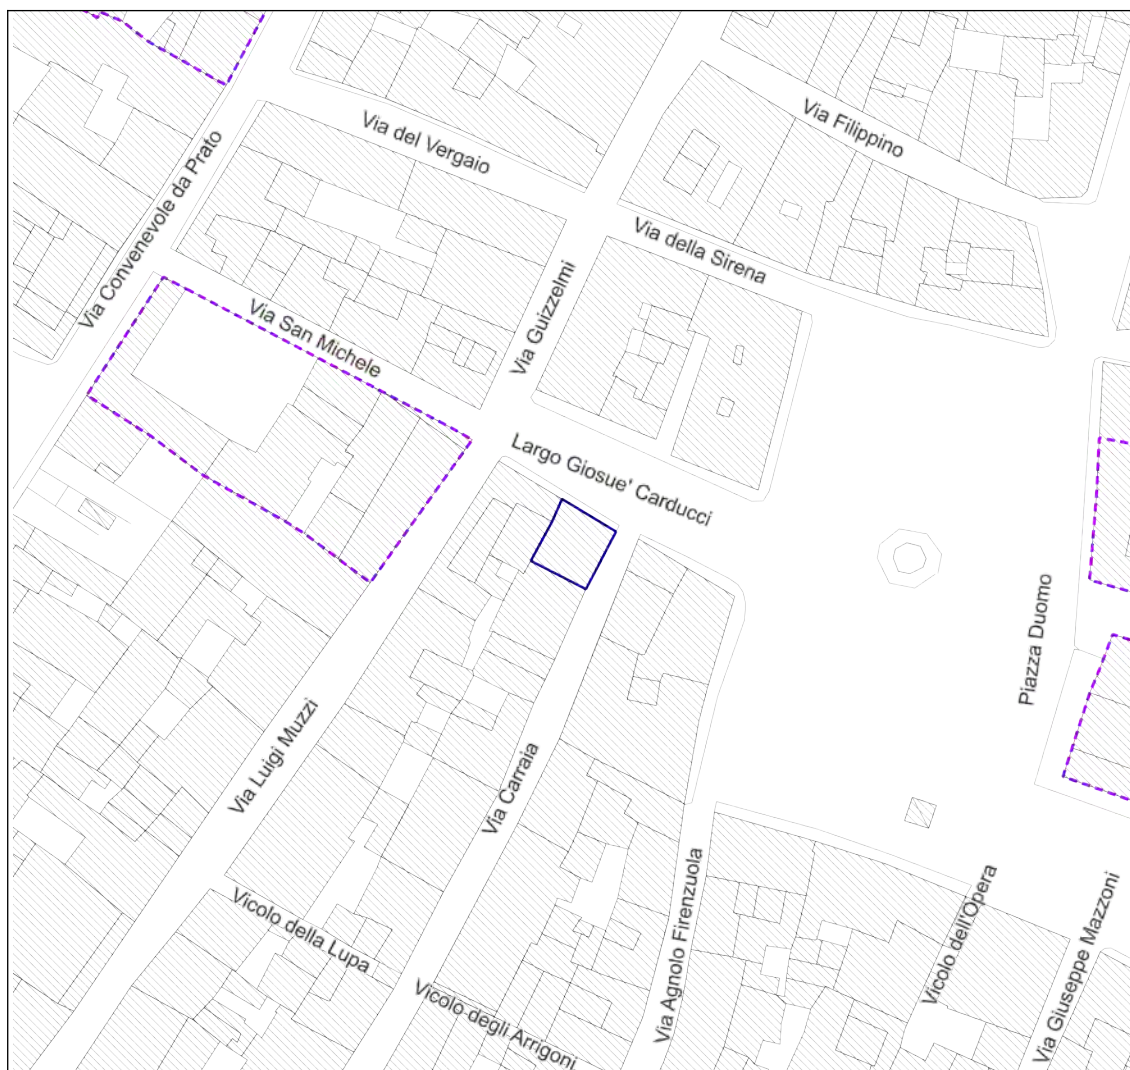 Via Filippino
Via del Vergaio
Via Convenevole da Prato
Via della Sirena
Via Guizzelmi
Via San Michele
Largo Giosue' Carducci
Piazza Duomo
Via Luigi Muzzi
Via Carraia
Via Agnolo Firenzuola
Vicolo dell'Opera
Via Giuseppe Mazzoni
Vicolo della Lupa
Vicolo degli Arrigoni